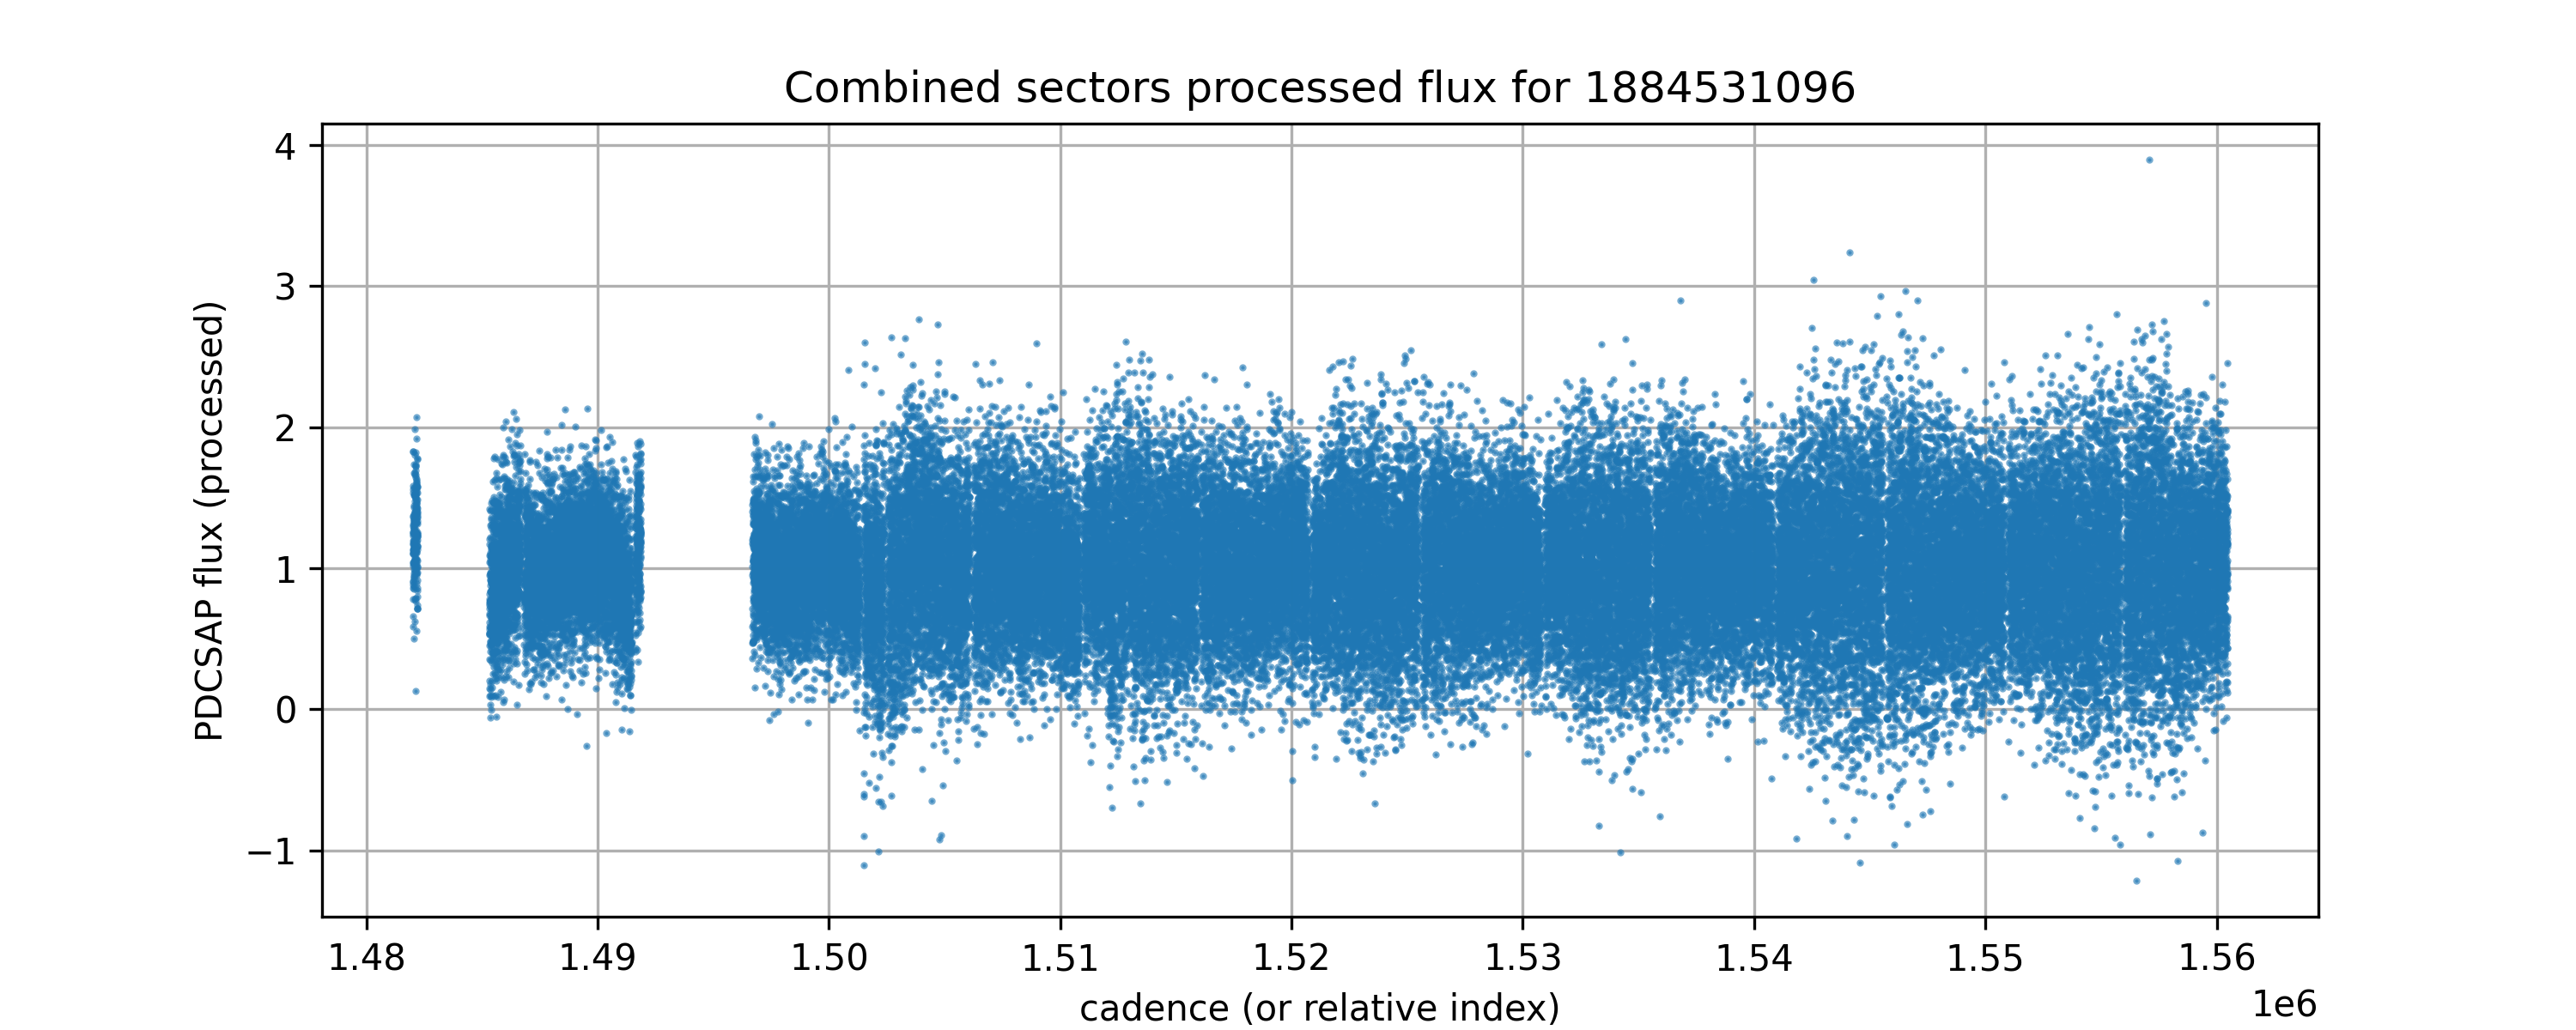 Combined sectors processed flux for 1884531096
PDCSAP flux (processed)
4
3
2
1
0
−1
1.48 1.49 1.50 1.51 1.52 1.53 1.54 1.55 1.56
1e6
cadence (or relative index)